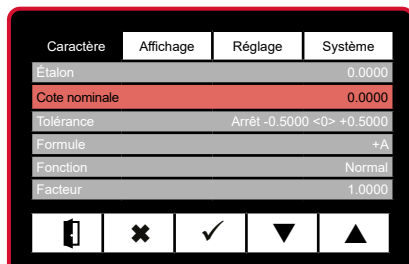 Caractère Affichage Réglage Système
Étalon 0.0000
Cote nominale 0.0000
Tolérance Arrêt -0.5000 <0> +0.5000
Formule +A
Fonction Normal
Facteur 1.0000